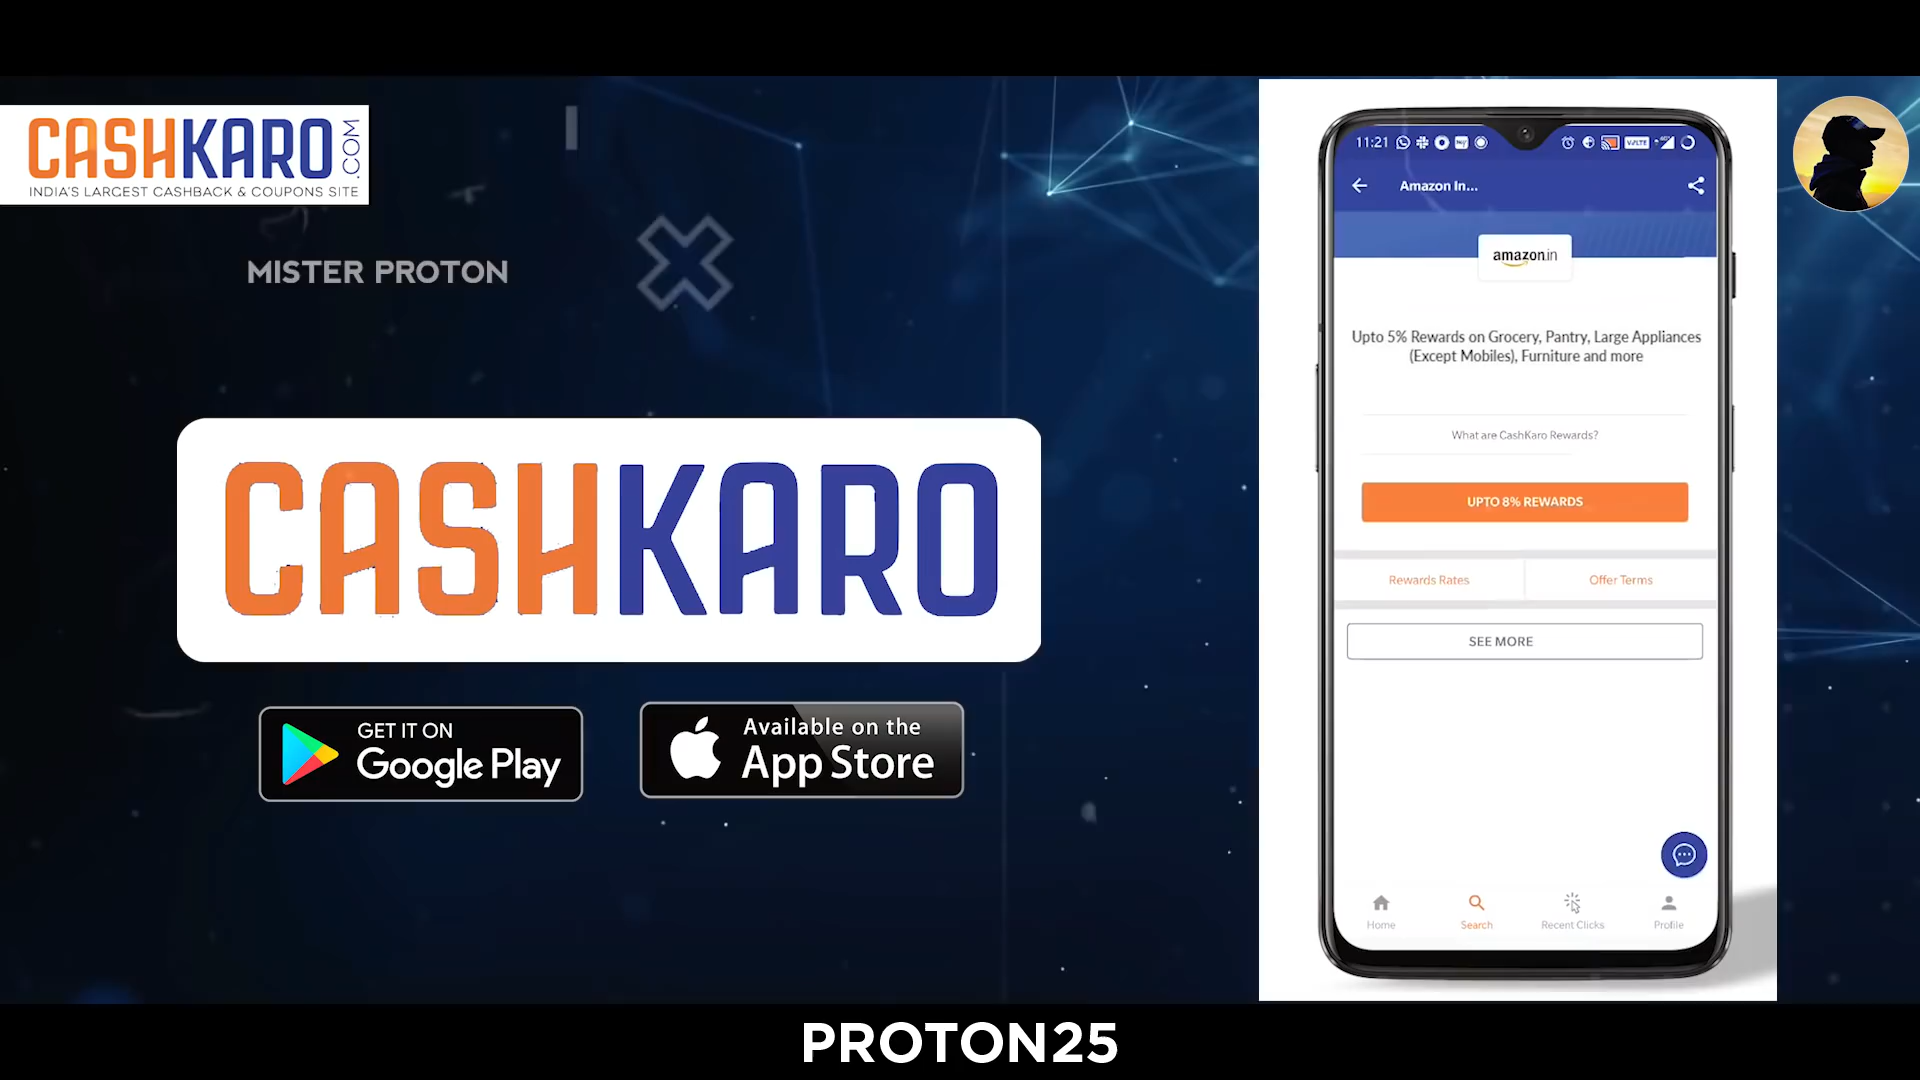 CASHKARO.COM
INDIA'S LARGEST CASHBACK & COUPONS SITE
MISTER PROTON
CASHKARO
GET IT ON
Google Play
Available on the
App Store
11:21
Amazon In...
amazon.in
Upto 5% Rewards on Grocery, Pantry, Large Appliances
(Except Mobiles), Furniture and more
What are CashKaro Rewards?
UPTO 8% REWARDS
Rewards Rates
Offer Terms
SEE MORE
Home
Search
Recent Clicks
Profile
PROTON25